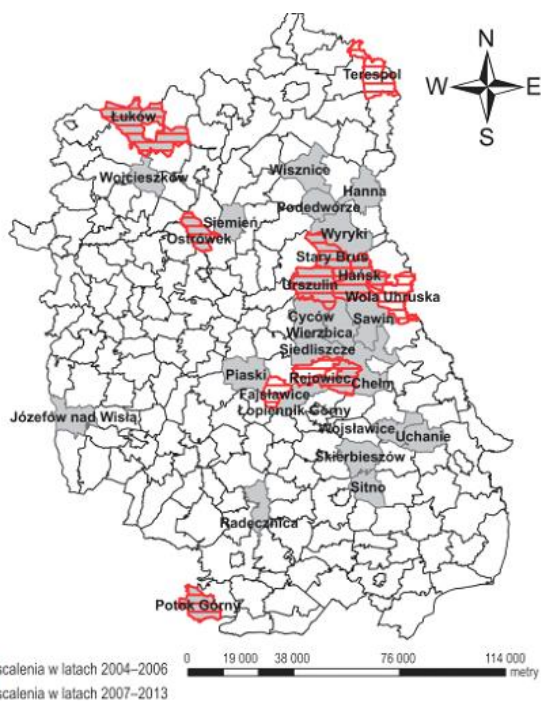 N
W E
S
Terespol
Łuków
Wojcieszków
Wisznice
Hanna
Podedwórze
Siemień
Ostrówek
Wyryki
Stary Brus
Hańsk
Urszulin
Wola Uhruska
Cyców
Sawin
Wierzbica
Siedliszcze
Piaski
Rejowiec
Chełm
Fajsławice
Łopiennik Górny
Józefów nad Wisłą
Wojsławice
Uchanie
Skierbieszów
Sitno
Radecznica
Potok Górny
scalenia w latach 2004–2006
scalenia w latach 2007–2013
0 19 000 38 000 76 000 114 000
metry